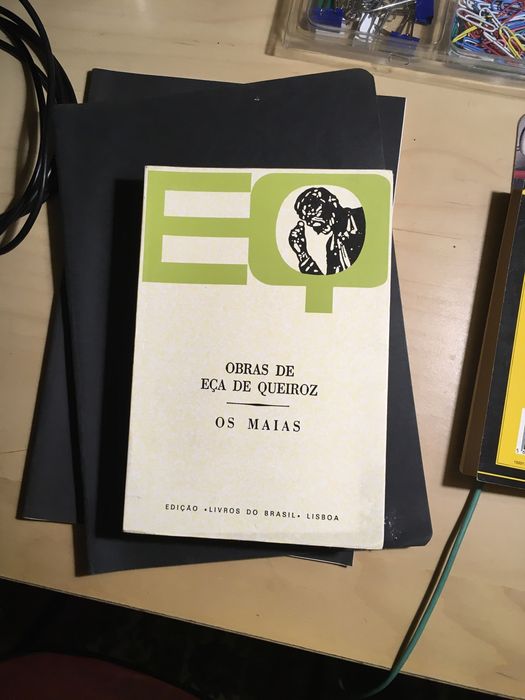 EQ
OBRAS DE
EÇA DE QUEIROZ
OS MAIAS
EDIÇÃO • LIVROS DO BRASIL • LISBOA